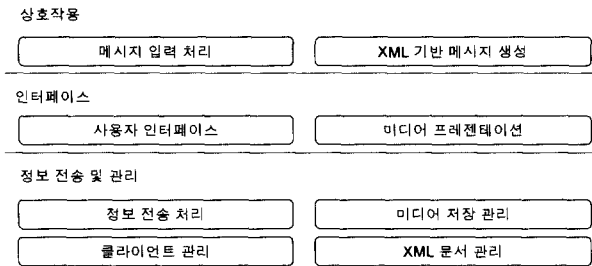 상호작용
메시지 입력 처리
XML 기반 메시지 생성
인터페이스
사용자 인터페이스
미디어 프레젠테이션
정보 전송 및 관리
정보 전송 처리
미디어 저장 관리
클라이언트 관리
XML 문서 관리